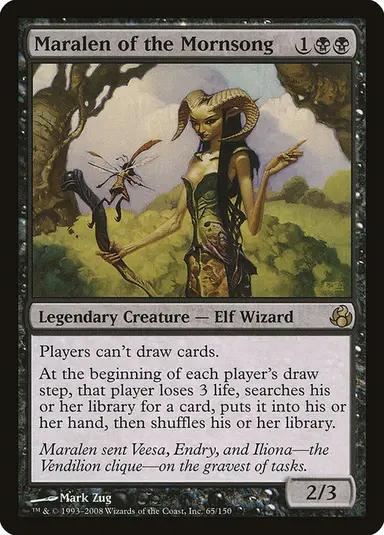 Maralen of the Mornsong 1
Legendary Creature — Elf Wizard
Players can't draw cards.
At the beginning of each player's draw
step, that player loses 3 life, searches his
or her library for a card, puts it into his or
her hand, then shuffles his or her library.
Maralen sent Veesa, Endry, and Iliona—the
Vendilion clique—on the gravest of tasks.
Mark Zug
2/3
™ & © 1993–2008 Wizards of the Coast, Inc. 65/150